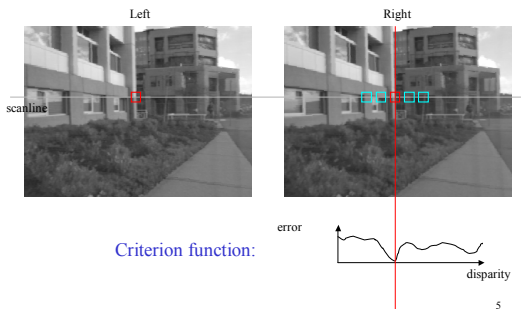 Left
Right
scanline
error
Criterion function:
disparity
5